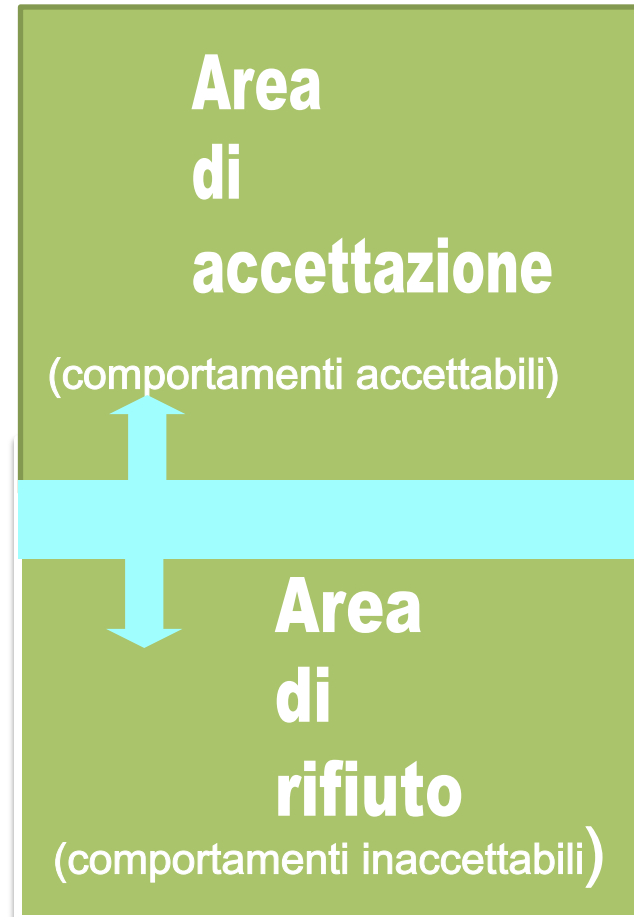 Area
di
accettazione
(comportamenti accettabili)
Area
di
rifiuto
(comportamenti inaccettabili)